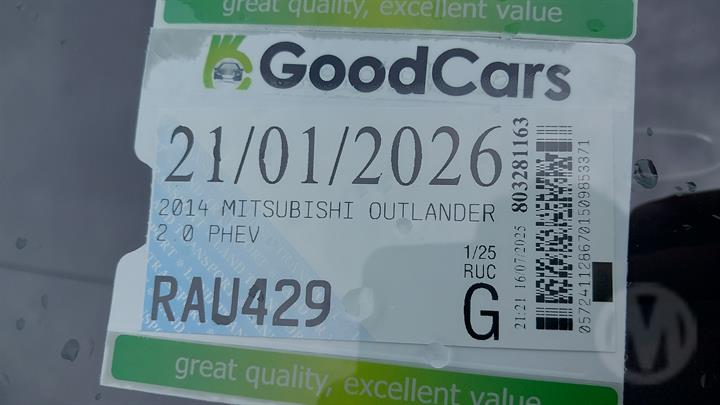 great quality, excellent value
GoodCars
21/01/2026
2014 MITSUBISHI OUTLANDER
2.0 PHEV
1/25
RUC
RAU429
G
803281163
21:21 16/07/2025
05724112866701509853371
great quality, excellent value
M